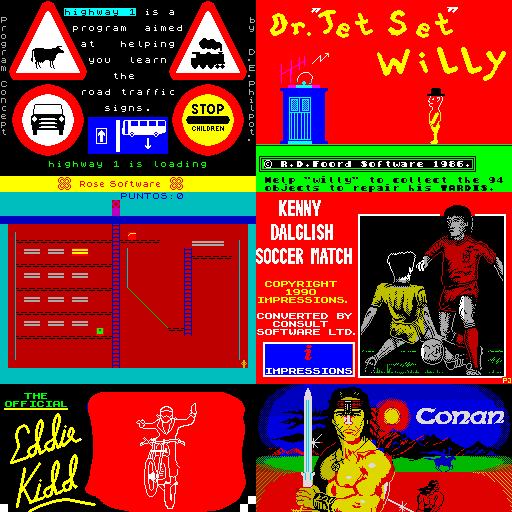 highway 1 is a
program aimed
at helping
you learn
the
road traffic
signs.
STOP
CHILDREN
Program Concept
by D.E.Philpot.
highway 1 is loading
Dr. "Jet Set"
Willy
© R.D.Foord Software 1986.
Help "willy" to collect the 94
objects to repair his TARDIS.
Rose Software
PUNTOS:0
KENNY
DALGLISH
SOCCER MATCH
COPYRIGHT
1990
IMPRESSIONS.
CONVERTED BY
CONSULT
SOFTWARE LTD.
IMPRESSIONS
PJ
THE
OFFICIAL
Eddie
Kidd
Conan